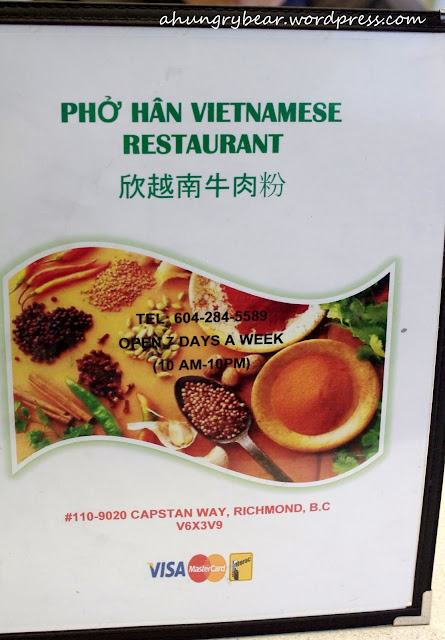 ahungrybear.wordpress.com
PHỞ HÂN VIETNAMESE
RESTAURANT
欣越南牛肉粉
TEL: 604-284-5589
OPEN 7 DAYS A WEEK
(10 AM-10PM)
#110-9020 CAPSTAN WAY, RICHMOND, B.C
V6X3V9
VISA MasterCard Interac